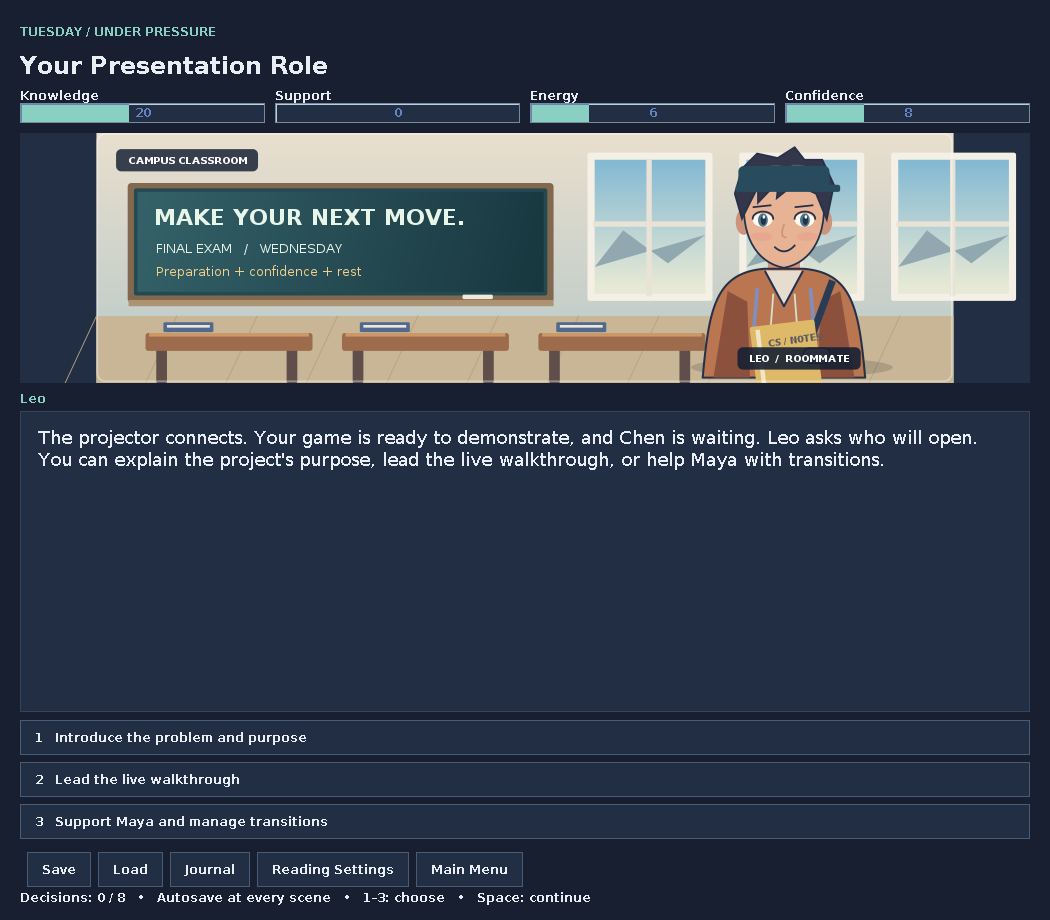 TUESDAY / UNDER PRESSURE
Your Presentation Role
Knowledge Support Energy Confidence
20 0 6 8
CAMPUS CLASSROOM
MAKE YOUR NEXT MOVE.
FINAL EXAM / WEDNESDAY
Preparation + confidence + rest
CS / NOTE
LEO / ROOMMATE
Leo
The projector connects. Your game is ready to demonstrate, and Chen is waiting. Leo asks who will open.
You can explain the project's purpose, lead the live walkthrough, or help Maya with transitions.
1 Introduce the problem and purpose
2 Lead the live walkthrough
3 Support Maya and manage transitions
Save Load Journal Reading Settings Main Menu
Decisions: 0 / 8 • Autosave at every scene • 1–3: choose • Space: continue